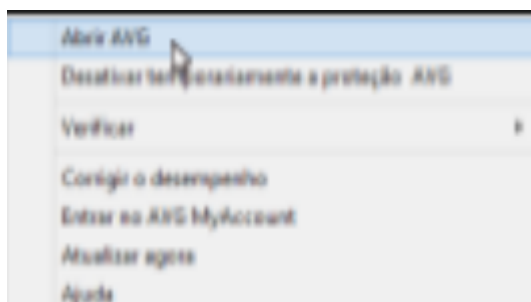 Abrir AVG
Desativar temporariamente a proteção AVG
Verificar
Corrigir o desempenho
Entrar no AVG MyAccount
Atualizar agora
Ajuda